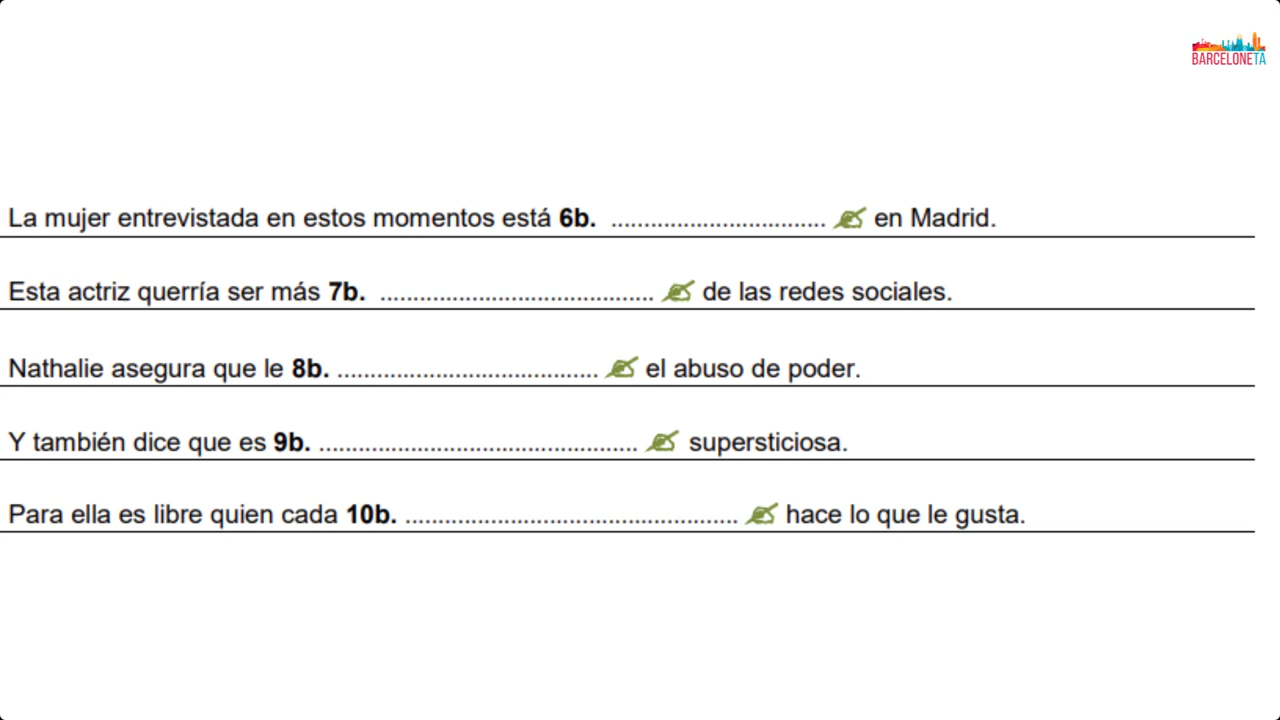 BARCELONETA
La mujer entrevistada en estos momentos está 6b. ................................. en Madrid.
Esta actriz querría ser más 7b. .......................................... de las redes sociales.
Nathalie asegura que le 8b. ........................................ el abuso de poder.
Y también dice que es 9b. ................................................. supersticiosa.
Para ella es libre quien cada 10b. ................................................... hace lo que le gusta.